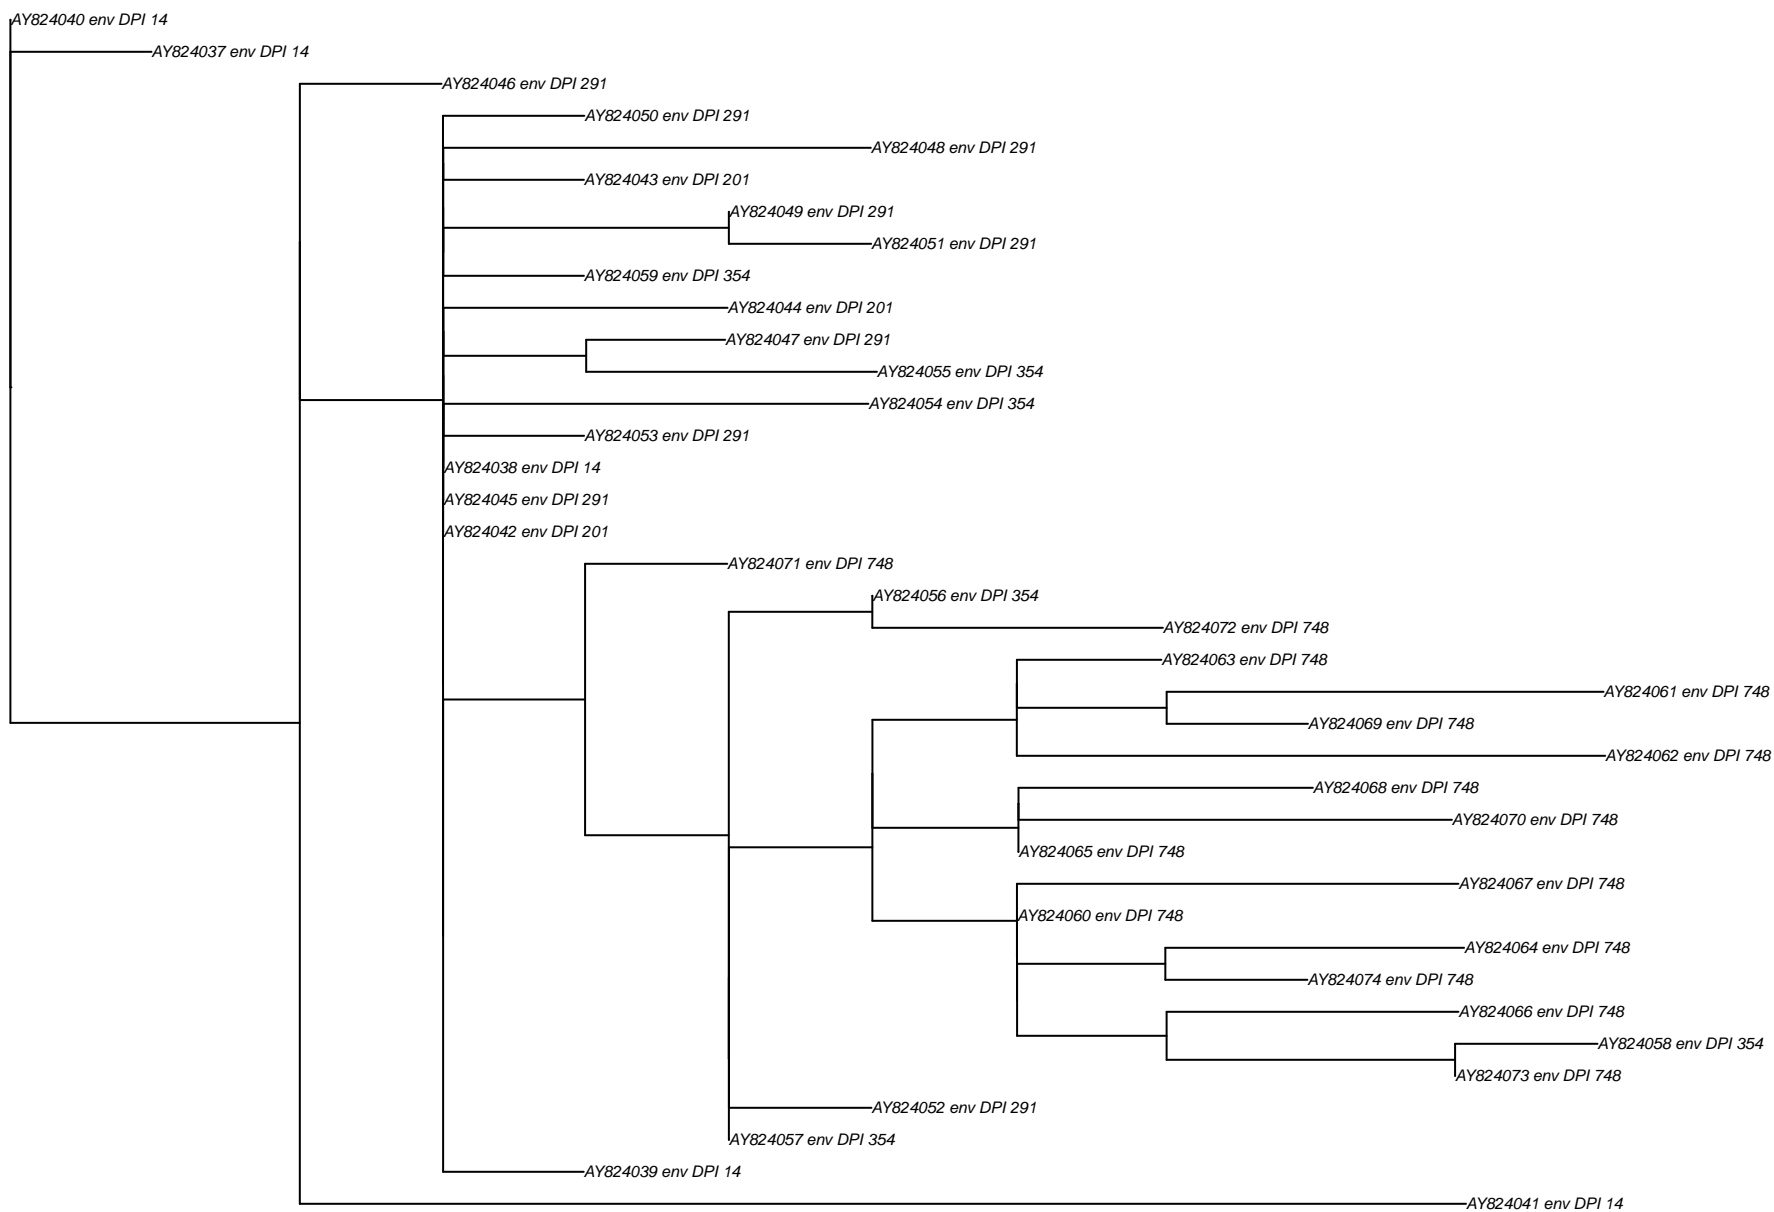 AY824040 env DPI 14
AY824037 env DPI 14
AY824046 env DPI 291
AY824050 env DPI 291
AY824048 env DPI 291
AY824043 env DPI 201
AY824049 env DPI 291
AY824051 env DPI 291
AY824059 env DPI 354
AY824044 env DPI 201
AY824047 env DPI 291
AY824055 env DPI 354
AY824054 env DPI 354
AY824053 env DPI 291
AY824038 env DPI 14
AY824045 env DPI 291
AY824042 env DPI 201
AY824071 env DPI 748
AY824056 env DPI 354
AY824072 env DPI 748
AY824063 env DPI 748
AY824061 env DPI 748
AY824069 env DPI 748
AY824062 env DPI 748
AY824068 env DPI 748
AY824070 env DPI 748
AY824065 env DPI 748
AY824067 env DPI 748
AY824060 env DPI 748
AY824064 env DPI 748
AY824074 env DPI 748
AY824066 env DPI 748
AY824058 env DPI 354
AY824073 env DPI 748
AY824052 env DPI 291
AY824057 env DPI 354
AY824039 env DPI 14
AY824041 env DPI 14